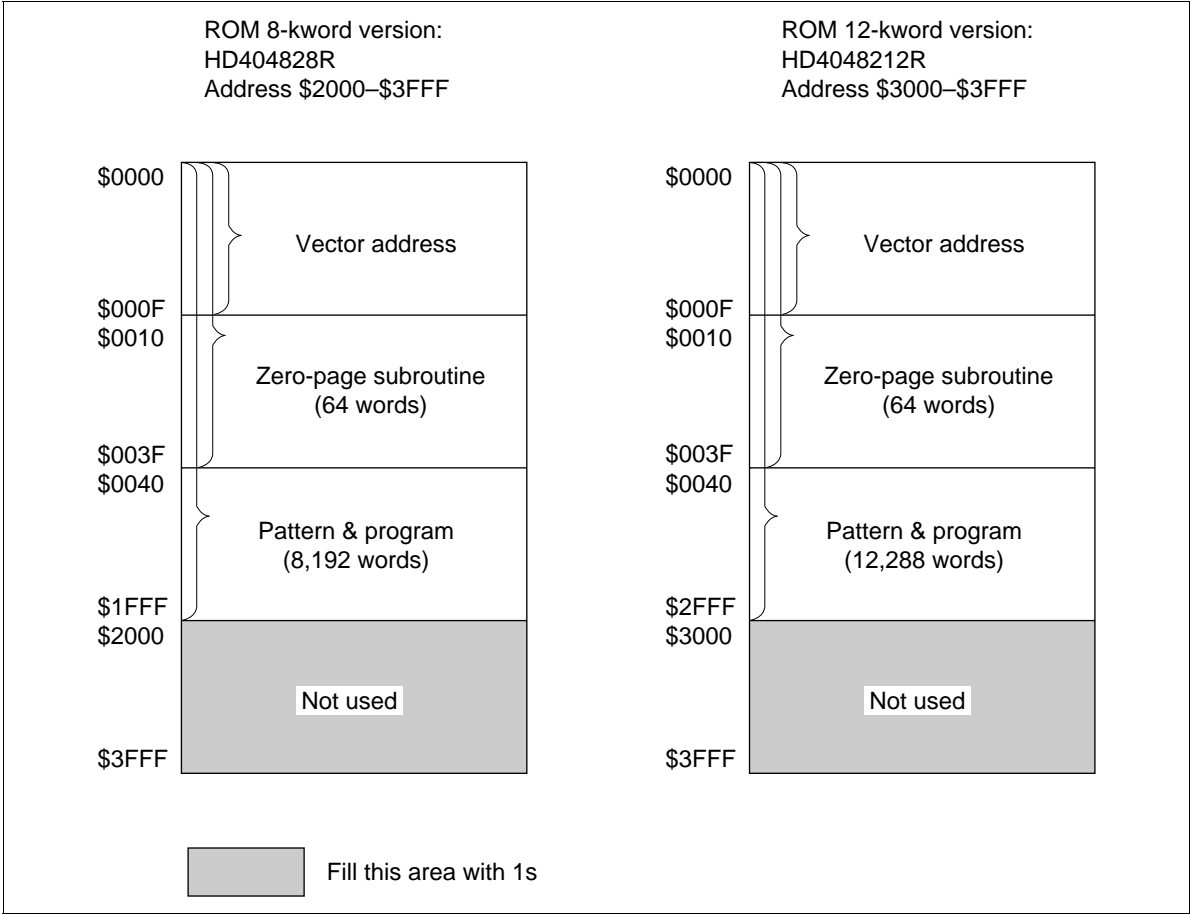 ROM 8-kword version:
HD404828R
Address $2000–$3FFF
$0000
Vector address
$000F
$0010
Zero-page subroutine
(64 words)
$003F
$0040
Pattern & program
(8,192 words)
$1FFF
$2000
Not used
$3FFF
ROM 12-kword version:
HD4048212R
Address $3000–$3FFF
$0000
Vector address
$000F
$0010
Zero-page subroutine
(64 words)
$003F
$0040
Pattern & program
(12,288 words)
$2FFF
$3000
Not used
$3FFF
Fill this area with 1s